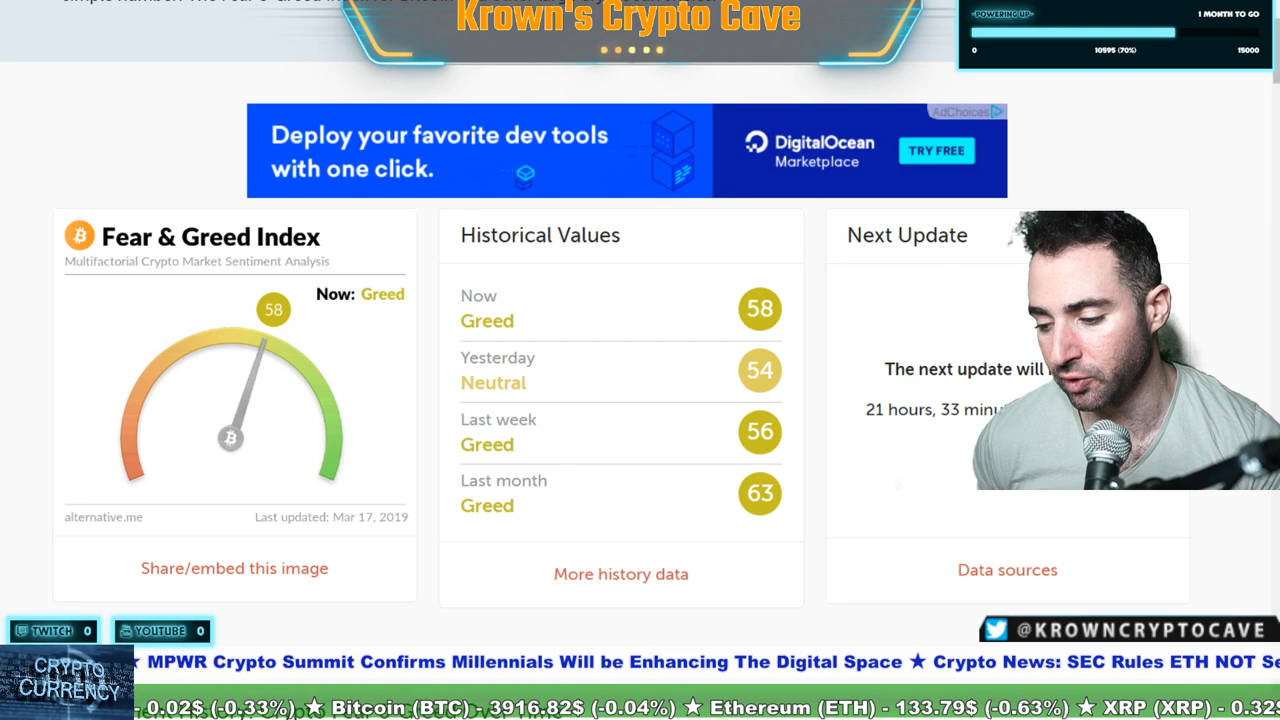 Krown's Crypto Cave
-POWERING UP-
1 MONTH TO GO
0
10595 (70%)
15000
AdChoices
Deploy your favorite dev tools
with one click.
DigitalOcean
Marketplace
TRY FREE
Fear & Greed Index
Multifactorial Crypto Market Sentiment Analysis
Now: Greed
58
alternative.me
Last updated: Mar 17, 2019
Share/embed this image
Historical Values
Now
Greed
58
Yesterday
Neutral
54
Last week
Greed
56
Last month
Greed
63
More history data
Next Update
The next update will
21 hours, 33
Data sources
TWITCH 0
YOUTUBE 0
@KROWNCRYPTOCAVE
CRYPTO
CURRENCY
★ MPWR Crypto Summit Confirms Millennials Will be Enhancing The Digital Space ★ Crypto News: SEC Rules ETH NOT
- 0.02$ (-0.33%) ★ Bitcoin (BTC) - 3916.82$ (-0.04%) ★ Ethereum (ETH) - 133.79$ (-0.63%) ★ XRP (XRP) - 0.32$